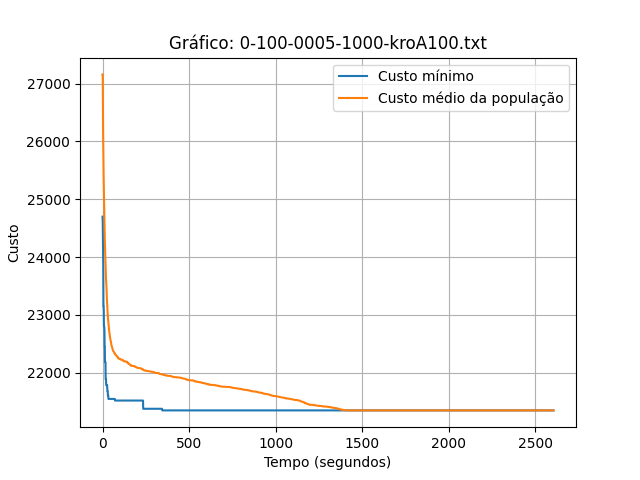 Gráfico: 0-100-0005-1000-kroA100.txt
Custo mínimo
Custo médio da população
27000
26000
25000
24000
23000
22000
Custo
0
500
1000
1500
2000
2500
Tempo (segundos)